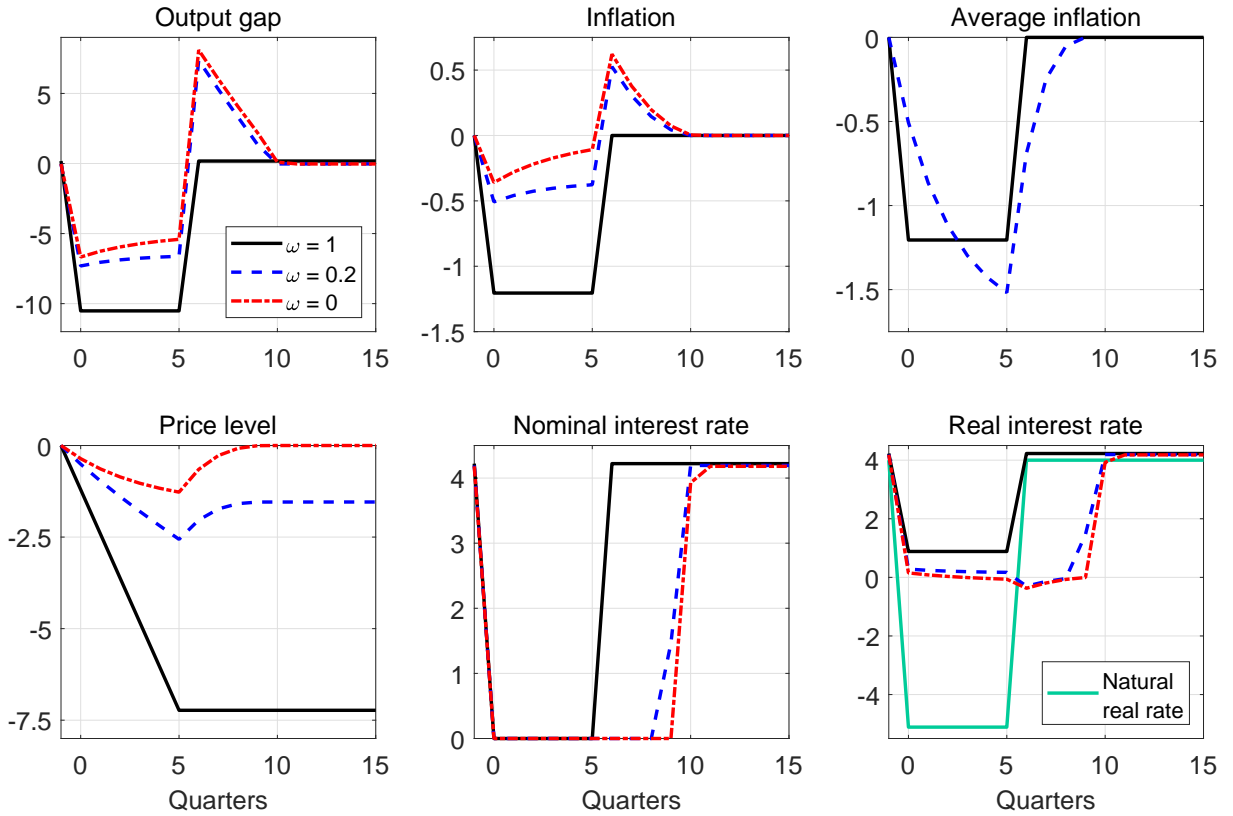 Output gap
5
0
-5
-10
ω = 1
ω = 0.2
ω = 0
0 5 10 15
Inflation
0.5
0
-0.5
-1
-1.5
0 5 10 15
Average inflation
0
-0.5
-1
-1.5
0 5 10 15
Price level
0
-2.5
-5
-7.5
0 5 10 15
Quarters
Nominal interest rate
4
3
2
1
0
0 5 10 15
Quarters
Real interest rate
4
2
0
-2
-4
Natural
real rate
0 5 10 15
Quarters